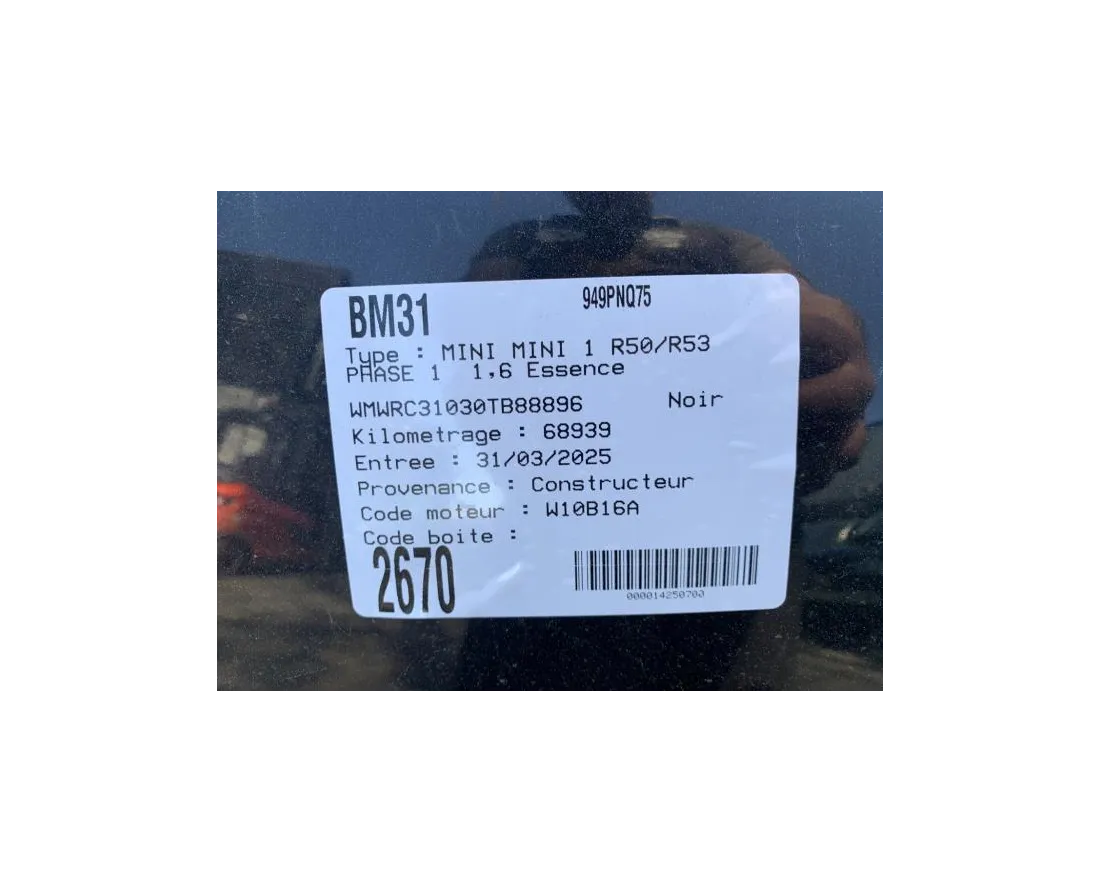 BM31 949PNQ75
Type : MINI MINI 1 R50/R53
PHASE 1 1,6 Essence
WMWRC31030TB88896 Noir
Kilometrage : 68939
Entree : 31/03/2025
Provenance : Constructeur
Code moteur : W10B16A
Code boite :
2670
000014250700